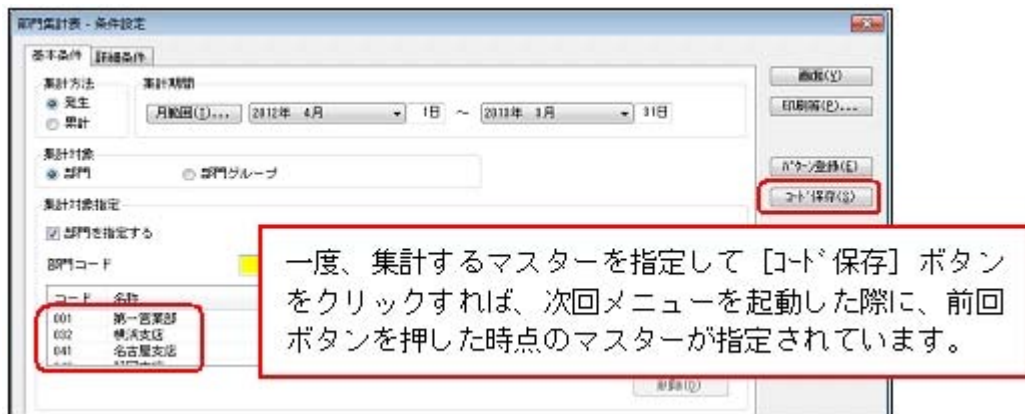 部門集計表 - 条件設定
基本条件 詳細条件
集計方法 集計期間
発生
累計
月範囲(I)... 2012年 4月 1日 ～ 2013年 3月 31日
画面(V)
印刷等(P)...
集計対象
部門 部門グループ
ﾊﾟﾀｰﾝ登録(E)
ｺｰﾄﾞ保存(S)
集計対象指定
部門を指定する
部門コード
コード 名称
001 第一営業部
032 横浜支店
041 名古屋支店
一度、集計するマスターを指定して［ｺｰﾄﾞ保存］ボタン
をクリックすれば、次回メニューを起動した際に、前回
ボタンを押した時点のマスターが指定されています。
削除(D)